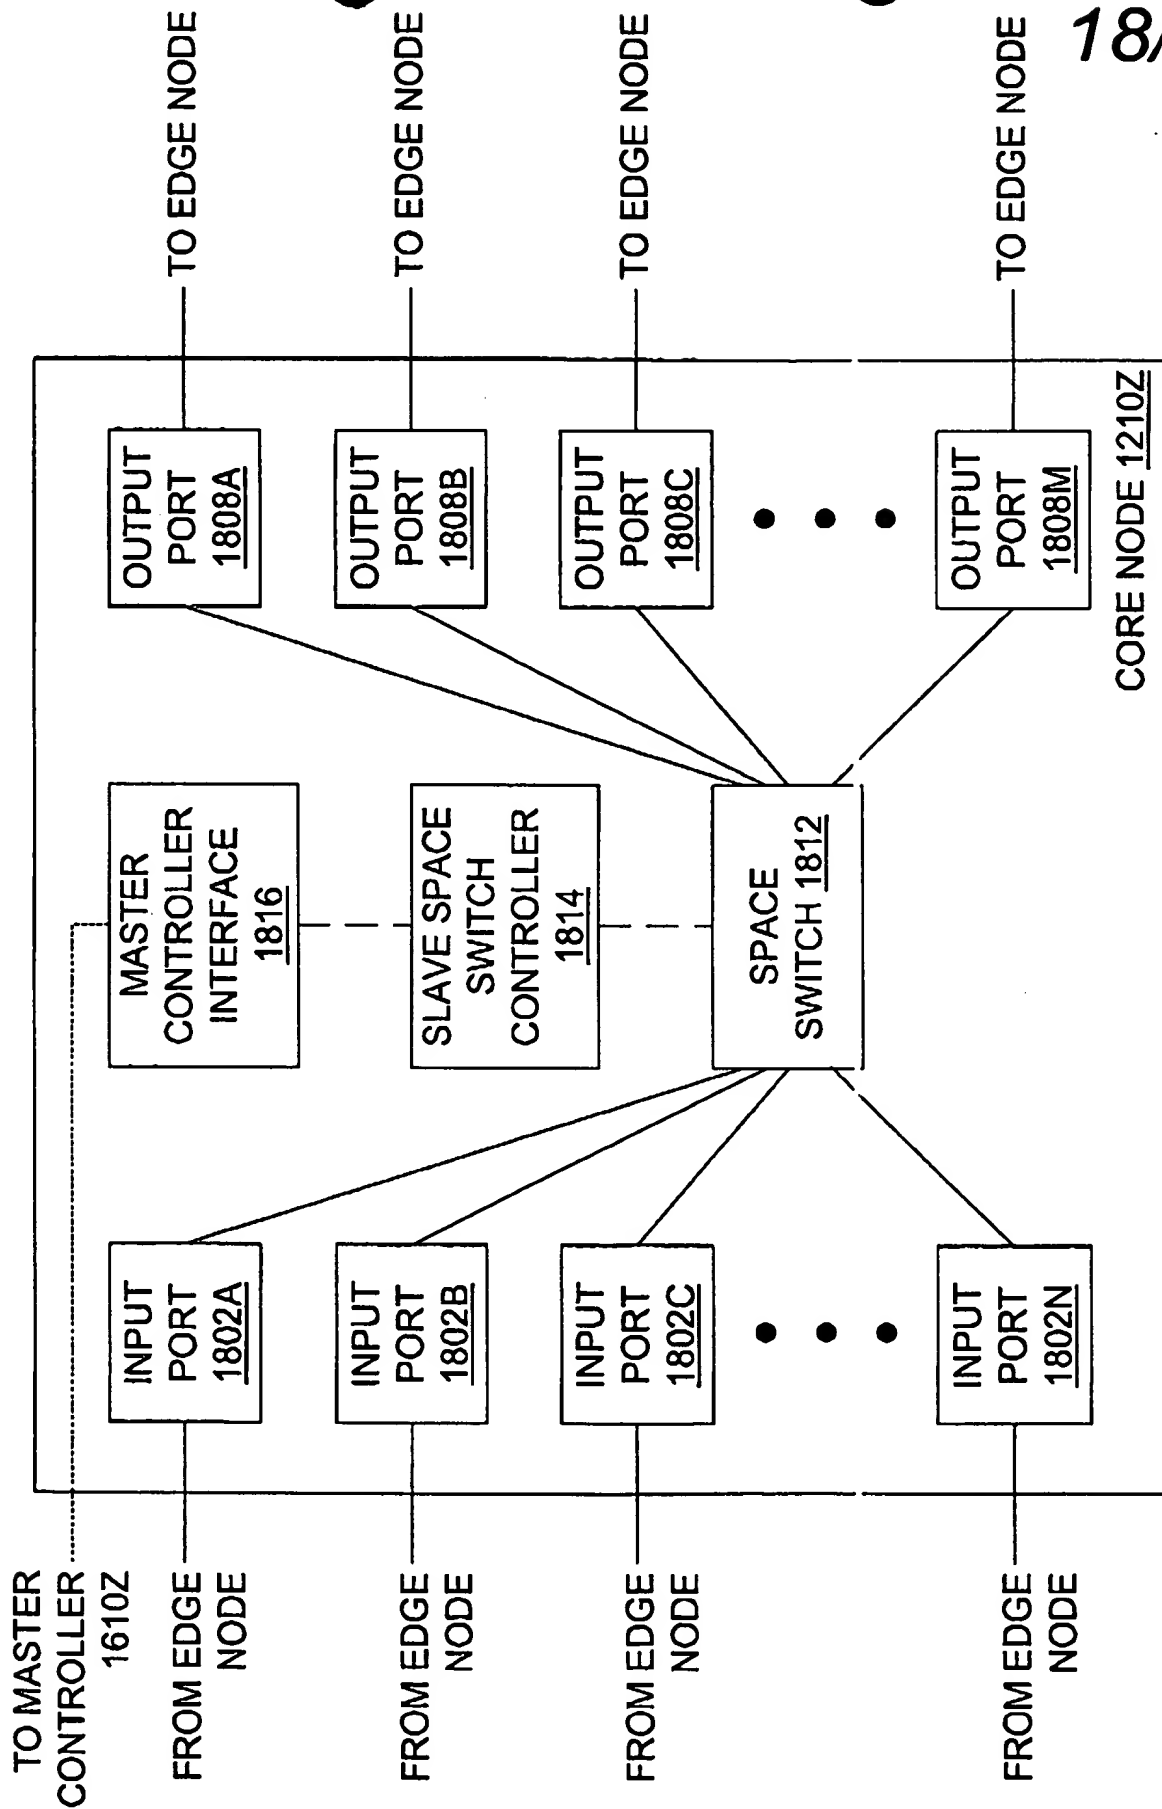 18/
TO MASTER
CONTROLLER
1610Z
FROM EDGE
NODE
FROM EDGE
NODE
FROM EDGE
NODE
FROM EDGE
NODE
INPUT
PORT
1802A
INPUT
PORT
1802B
INPUT
PORT
1802C
INPUT
PORT
1802N
MASTER
CONTROLLER
INTERFACE
1816
SLAVE SPACE
SWITCH
CONTROLLER
1814
SPACE
SWITCH 1812
OUTPUT
PORT
1808A
OUTPUT
PORT
1808B
OUTPUT
PORT
1808C
OUTPUT
PORT
1808M
CORE NODE 1210Z
TO EDGE NODE
TO EDGE NODE
TO EDGE NODE
TO EDGE NODE